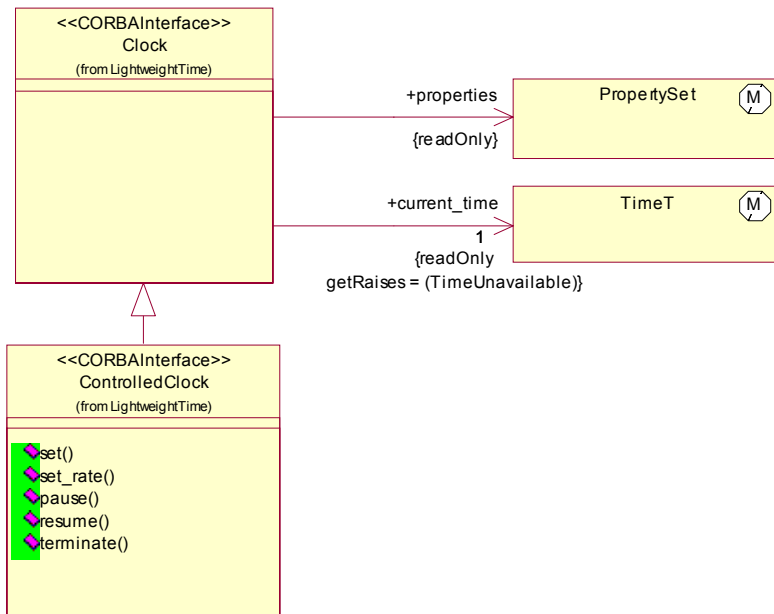 <<CORBAInterface>>
Clock
(from LightweightTime)
+properties
{readOnly}
PropertySet
M
+current_time
1
{readOnly
getRaises = (TimeUnavailable)}
TimeT
M
<<CORBAInterface>>
ControlledClock
(from LightweightTime)
set()
set_rate()
pause()
resume()
terminate()